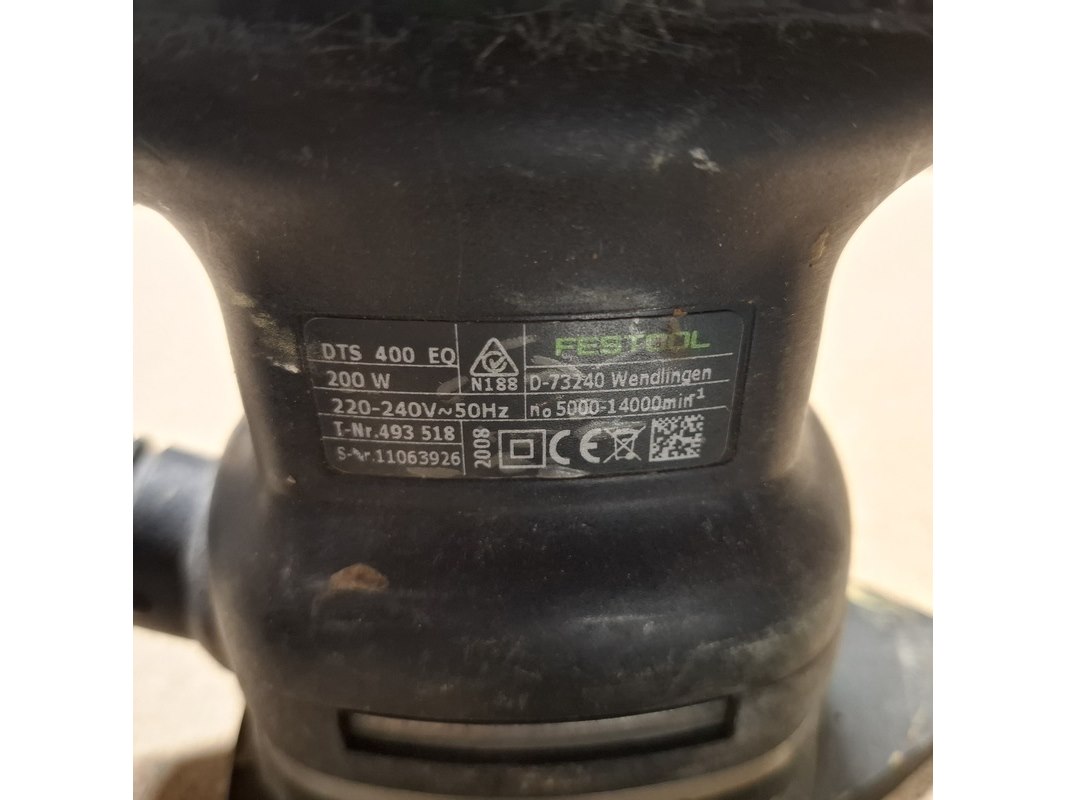 DTS 400 EQ
200 W
220-240V~50Hz
T-Nr.493 518
S-Nr.11063926
N188
2008
CE
FESTOOL
D-73240 Wendlingen
n₀ 5000-14000min⁻¹